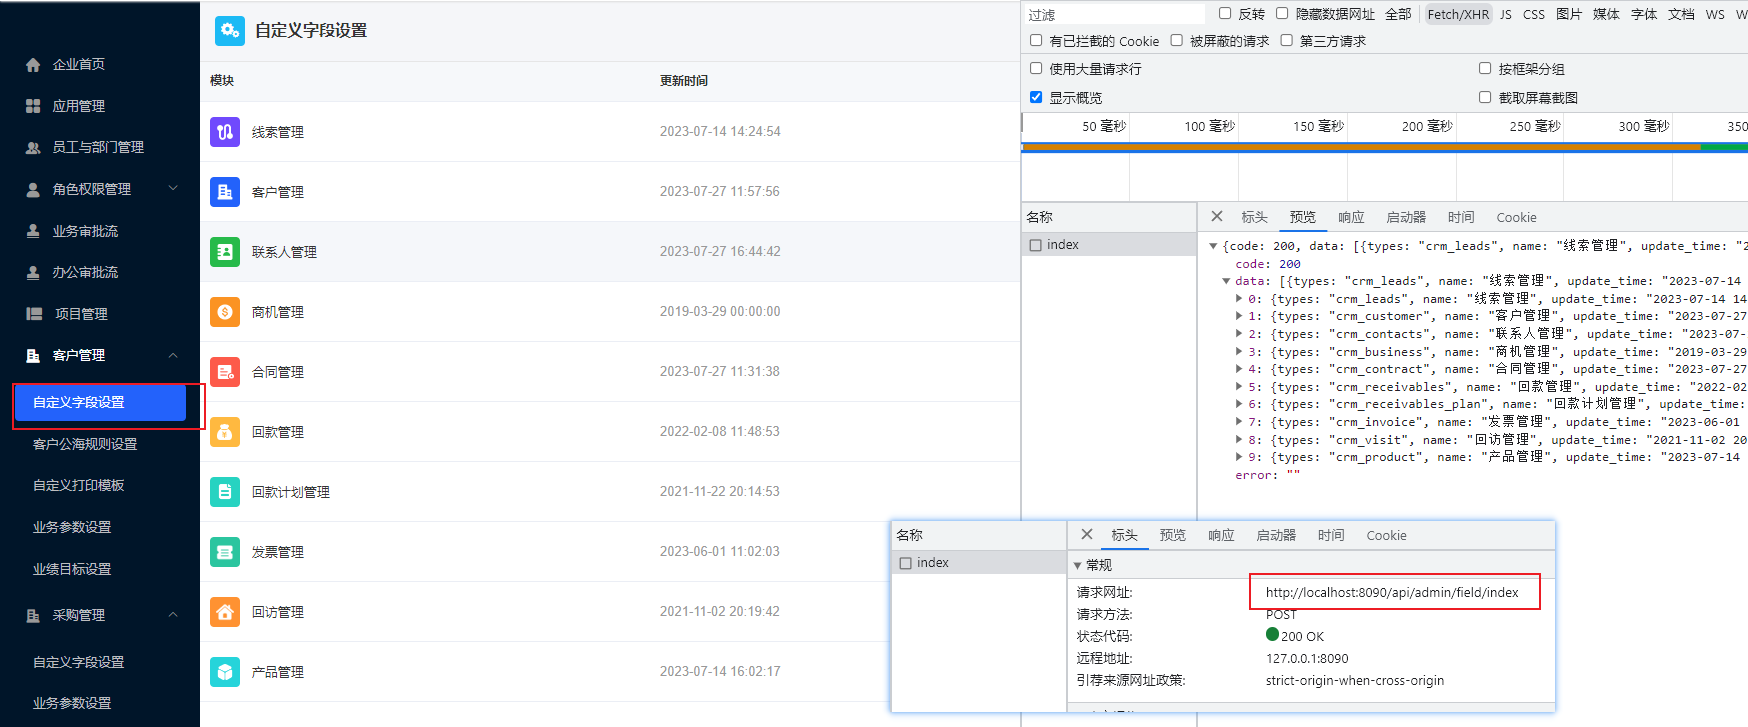 企业首页
应用管理
员工与部门管理
角色权限管理
业务审批流
办公审批流
项目管理
客户管理
自定义字段设置
客户公海规则设置
自定义打印模板
业务参数设置
业绩目标设置
采购管理
自定义字段设置
业务参数设置
自定义字段设置
模块 更新时间
线索管理 2023-07-14 14:24:54
客户管理 2023-07-27 11:57:56
联系人管理 2023-07-27 16:44:42
商机管理 2019-03-29 00:00:00
合同管理 2023-07-27 11:31:38
回款管理 2022-02-08 11:48:53
回款计划管理 2021-11-22 20:14:53
发票管理 2023-06-01 11:02:03
回访管理 2021-11-02 20:19:42
产品管理 2023-07-14 16:02:17
过滤 反转 隐藏数据网址 全部 Fetch/XHR JS CSS 图片 媒体 字体 文档 WS W
有已拦截的 Cookie 被屏蔽的请求 第三方请求
使用大量请求行 按框架分组
显示概览 截取屏幕截图
50 毫秒 100 毫秒 150 毫秒 200 毫秒 250 毫秒 300 毫秒 350
名称 标头 预览 响应 启动器 时间 Cookie
index
{code: 200, data: [{types: "crm_leads", name: "线索管理", update_time: "2
code: 200
data: [{types: "crm_leads", name: "线索管理", update_time: "2023-07-14
0: {types: "crm_leads", name: "线索管理", update_time: "2023-07-14 14
1: {types: "crm_customer", name: "客户管理", update_time: "2023-07-27
2: {types: "crm_contacts", name: "联系人管理", update_time: "2023-07-
3: {types: "crm_business", name: "商机管理", update_time: "2019-03-29
4: {types: "crm_contract", name: "合同管理", update_time: "2023-07-27
5: {types: "crm_receivables", name: "回款管理", update_time: "2022-02
6: {types: "crm_receivables_plan", name: "回款计划管理", update_time:
7: {types: "crm_invoice", name: "发票管理", update_time: "2023-06-01
8: {types: "crm_visit", name: "回访管理", update_time: "2021-11-02 20
9: {types: "crm_product", name: "产品管理", update_time: "2023-07-14
error: ""
名称 标头 预览 响应 启动器 时间 Cookie
index
常规
请求网址: http://localhost:8090/api/admin/field/index
请求方法: POST
状态代码: 200 OK
远程地址: 127.0.0.1:8090
引荐来源网址政策: strict-origin-when-cross-origin